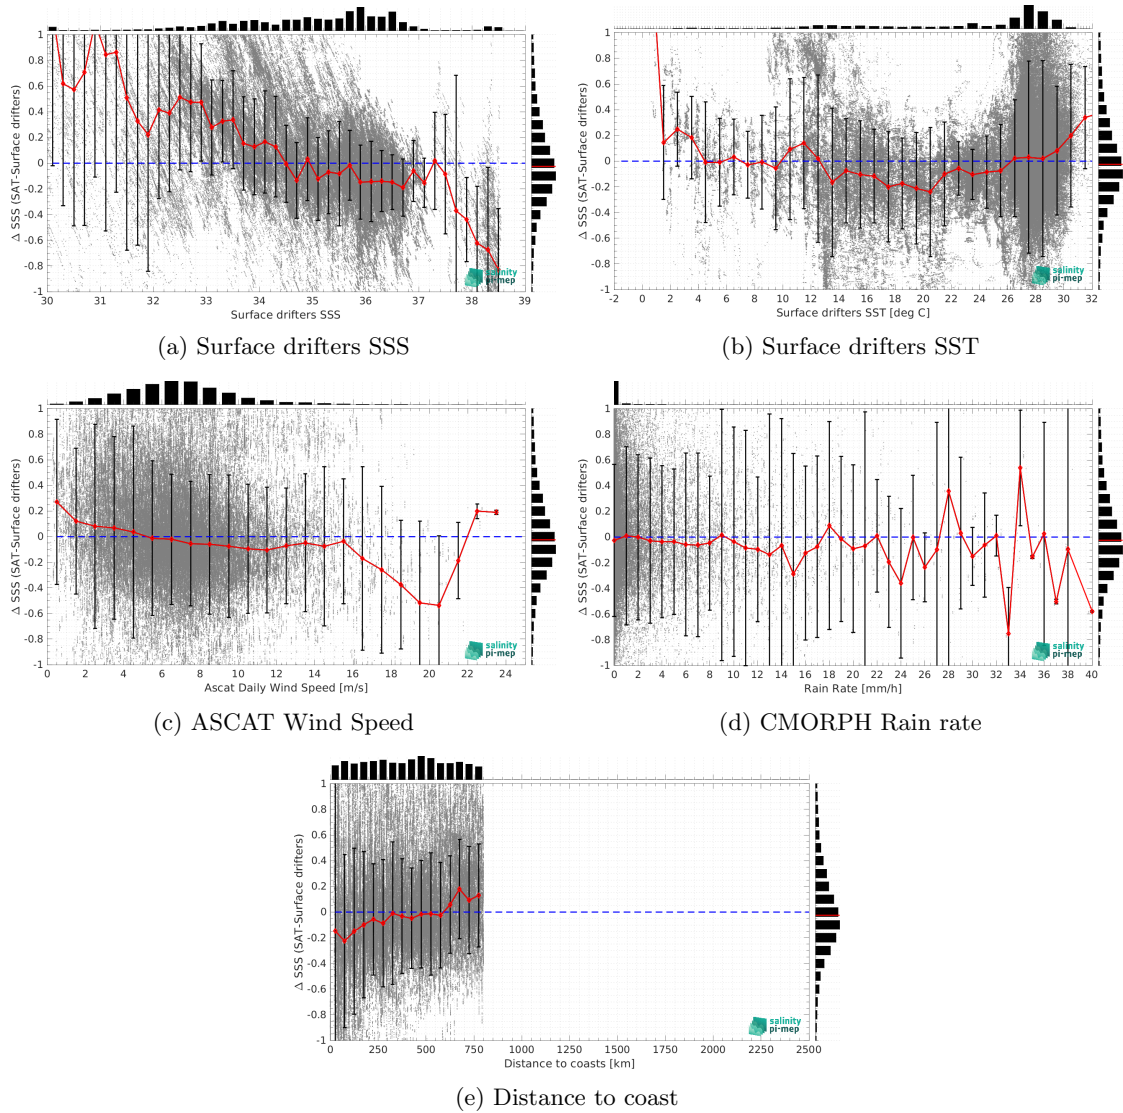 1
0.8
0.6
0.4
0.2
0
-0.2
-0.4
-0.6
-0.8
-1
Δ SSS (SAT-Surface drifters)
30 31 32 33 34 35 36 37 38 39
Surface drifters SSS
salinity
pi-mep
(a) Surface drifters SSS
1
0.8
0.6
0.4
0.2
0
-0.2
-0.4
-0.6
-0.8
-1
Δ SSS (SAT-Surface drifters)
-2 0 2 4 6 8 10 12 14 16 18 20 22 24 26 28 30 32
Surface drifters SST [deg C]
salinity
pi-mep
(b) Surface drifters SST
1
0.8
0.6
0.4
0.2
0
-0.2
-0.4
-0.6
-0.8
-1
Δ SSS (SAT-Surface drifters)
0 2 4 6 8 10 12 14 16 18 20 22 24
Ascat Daily Wind Speed [m/s]
salinity
pi-mep
(c) ASCAT Wind Speed
1
0.8
0.6
0.4
0.2
0
-0.2
-0.4
-0.6
-0.8
-1
Δ SSS (SAT-Surface drifters)
0 2 4 6 8 10 12 14 16 18 20 22 24 26 28 30 32 34 36 38 40
Rain Rate [mm/h]
salinity
pi-mep
(d) CMORPH Rain rate
1
0.8
0.6
0.4
0.2
0
-0.2
-0.4
-0.6
-0.8
-1
Δ SSS (SAT-Surface drifters)
0 250 500 750 1000 1250 1500 1750 2000 2250 2500
Distance to coasts [km]
salinity
pi-mep
(e) Distance to coast